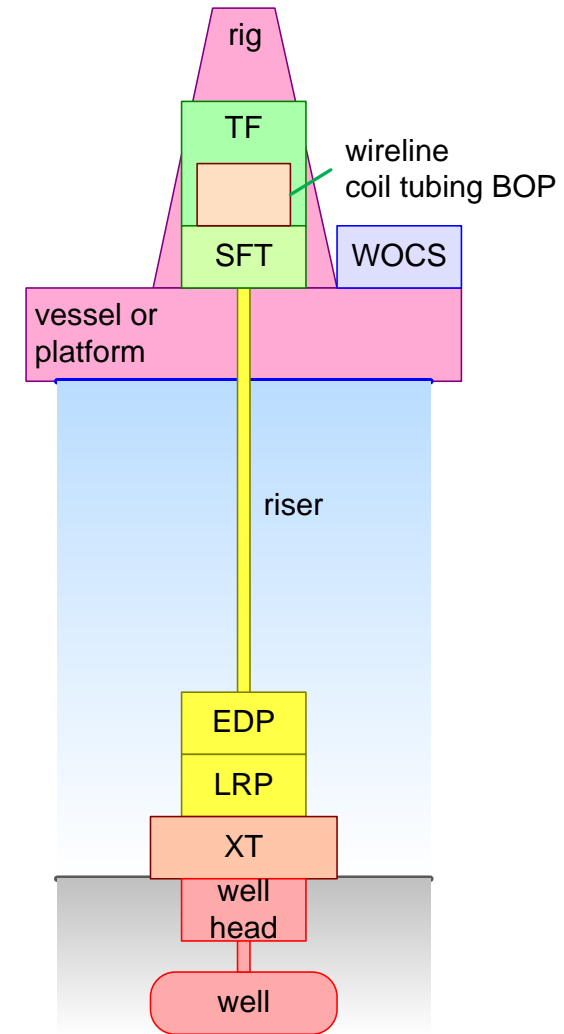 rig
TF
wireline
coil tubing BOP
SFT
WOCS
vessel or
platform
riser
EDP
LRP
XT
well
head
well